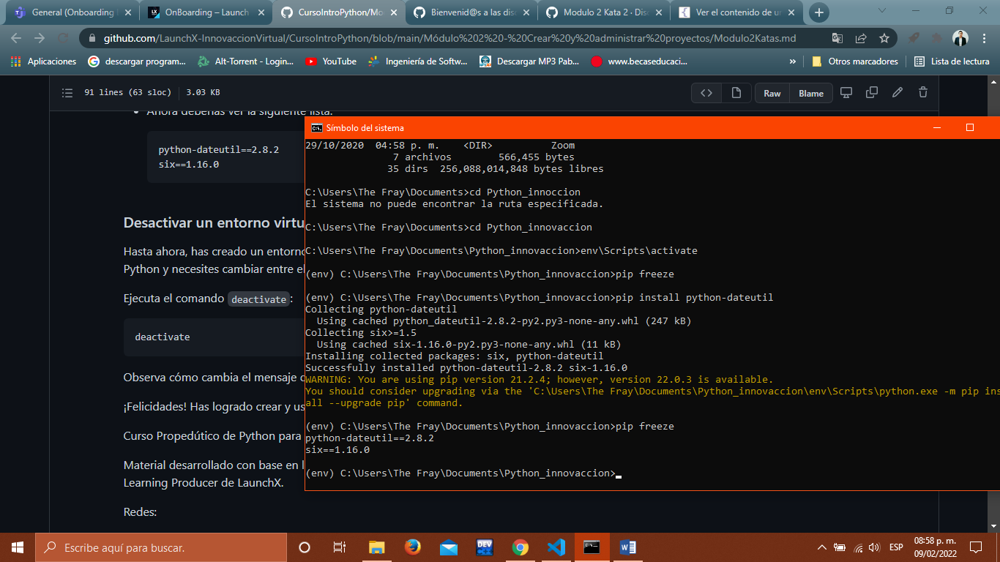 General (Onboarding
OnBoarding – Launch
CursoIntroPython/Mo
Bienvenid@s a las dis
Modulo 2 Kata 2 · Dis
Ver el contenido de u
github.com/LaunchX-InnovaccionVirtual/CursoIntroPython/blob/main/Módulo%202%20-%20Crear%20y%20administrar%20proyectos/Modulo2Katas.md
Aplicaciones
descargar program...
Alt-Torrent - Login...
YouTube
Ingeniería de Softw...
Descargar MP3 Pab...
www.becaseducaci...
»
Otros marcadores
Lista de lectura
91 lines (63 sloc) 3.03 KB
Raw Blame
Ahora deberías ver la siguiente lista:
python-dateutil==2.8.2
six==1.16.0
Desactivar un entorno virtu
Hasta ahora, has creado un entorno
Python y necesites cambiar entre el
Ejecuta el comando deactivate:
deactivate
Observa cómo cambia el mensaje d
¡Felicidades! Has logrado crear y us
Curso Propedútico de Python para
Material desarrollado con base en l
Learning Producer de LaunchX.
Redes:
Símbolo del sistema
29/10/2020 04:58 p. m. <DIR> Zoom
7 archivos 566,455 bytes
35 dirs 256,088,014,848 bytes libres
C:\Users\The Fray\Documents>cd Python_innoccion
El sistema no puede encontrar la ruta especificada.
C:\Users\The Fray\Documents>cd Python_innovaccion
C:\Users\The Fray\Documents\Python_innovaccion>env\Scripts\activate
(env) C:\Users\The Fray\Documents\Python_innovaccion>pip freeze
(env) C:\Users\The Fray\Documents\Python_innovaccion>pip install python-dateutil
Collecting python-dateutil
Using cached python_dateutil-2.8.2-py2.py3-none-any.whl (247 kB)
Collecting six>=1.5
Using cached six-1.16.0-py2.py3-none-any.whl (11 kB)
Installing collected packages: six, python-dateutil
Successfully installed python-dateutil-2.8.2 six-1.16.0
WARNING: You are using pip version 21.2.4; however, version 22.0.3 is available.
You should consider upgrading via the 'C:\Users\The Fray\Documents\Python_innovaccion\env\Scripts\python.exe -m pip ins
all --upgrade pip' command.
(env) C:\Users\The Fray\Documents\Python_innovaccion>pip freeze
python-dateutil==2.8.2
six==1.16.0
(env) C:\Users\The Fray\Documents\Python_innovaccion>
Escribe aquí para buscar.
DEV
ESP
08:58 p. m.
09/02/2022